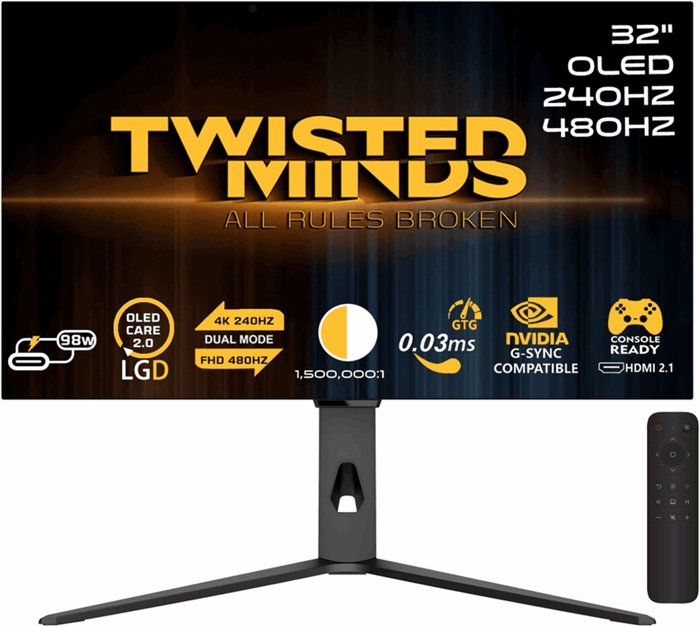 32"
OLED
240HZ
480HZ
TWISTED
MINDS
ALL RULES BROKEN
98W
OLED
CARE
2.0
LGD
4K 240HZ
DUAL MODE
FHD 480HZ
1,500,000:1
GTG
0.03ms
NVIDIA
G-SYNC
COMPATIBLE
CONSOLE
READY
HDMI 2.1